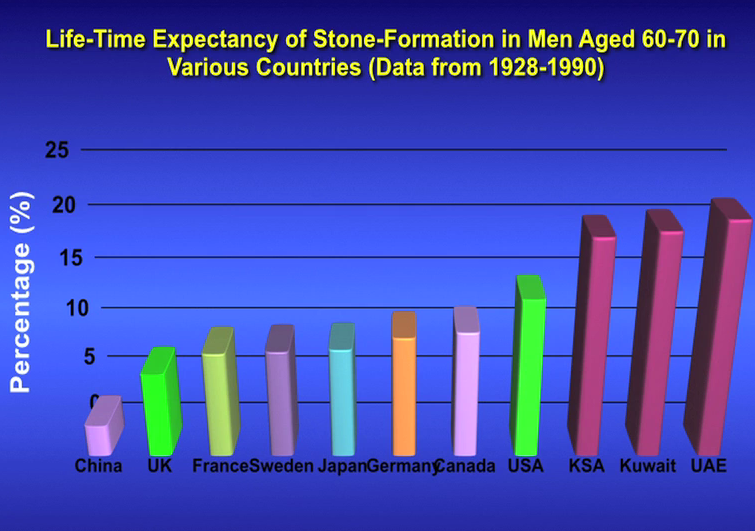 Life-Time Expectancy of Stone-Formation in Men Aged 60-70 in
Various Countries (Data from 1928-1990)
Percentage (%)
25
20
15
10
5
0
China UK France Sweden Japan Germany Canada USA KSA Kuwait UAE